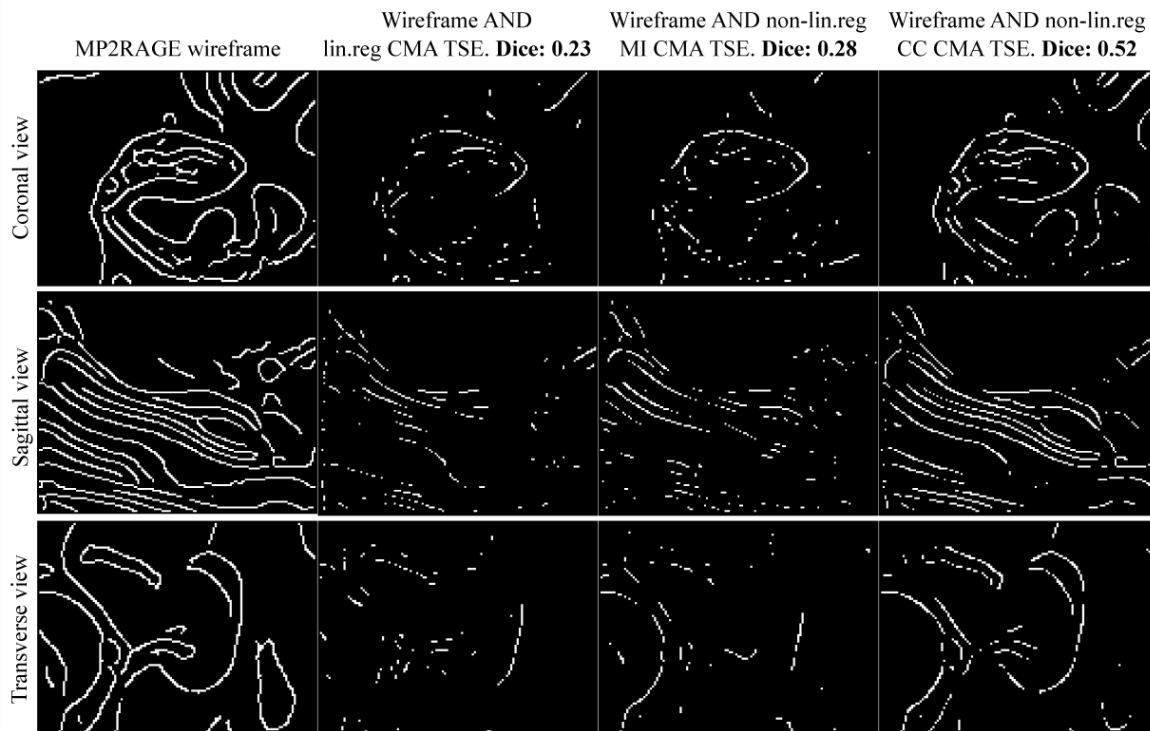 MP2RAGE wireframe
Wireframe AND
lin.reg CMA TSE. Dice: 0.23
Wireframe AND non-lin.reg
MI CMA TSE. Dice: 0.28
Wireframe AND non-lin.reg
CC CMA TSE. Dice: 0.52
Coronal view
Sagittal view
Transverse view